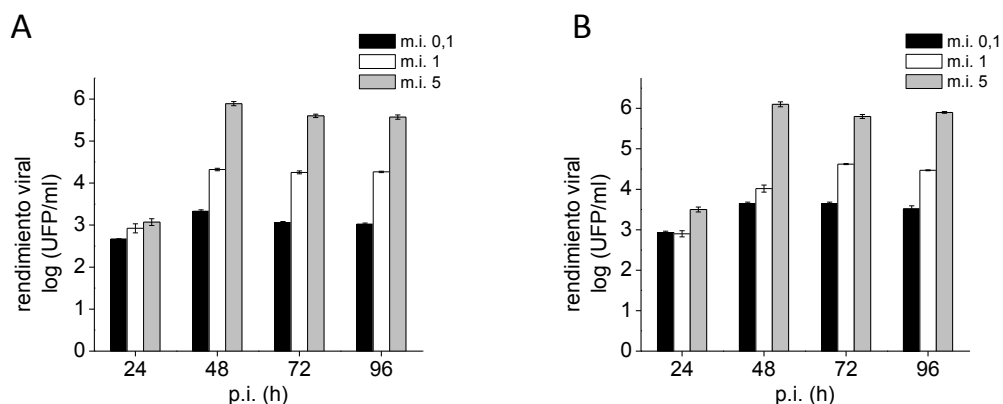 A
m.i. 0,1
m.i. 1
m.i. 5
rendimiento viral
log (UFP/ml)
6
5
4
3
2
1
0
24 48 72 96
p.i. (h)
B
m.i. 0,1
m.i. 1
m.i. 5
rendimiento viral
log (UFP/ml)
6
5
4
3
2
1
0
24 48 72 96
p.i. (h)